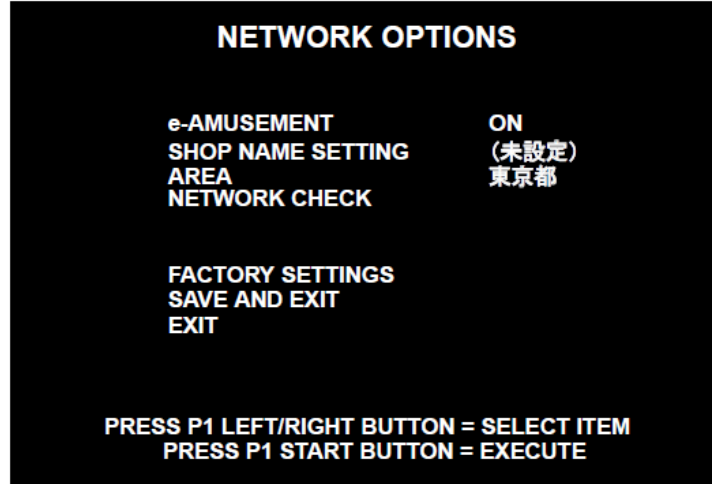 NETWORK OPTIONS
e-AMUSEMENT ON
SHOP NAME SETTING (未設定)
AREA 東京都
NETWORK CHECK
FACTORY SETTINGS
SAVE AND EXIT
EXIT
PRESS P1 LEFT/RIGHT BUTTON = SELECT ITEM
PRESS P1 START BUTTON = EXECUTE